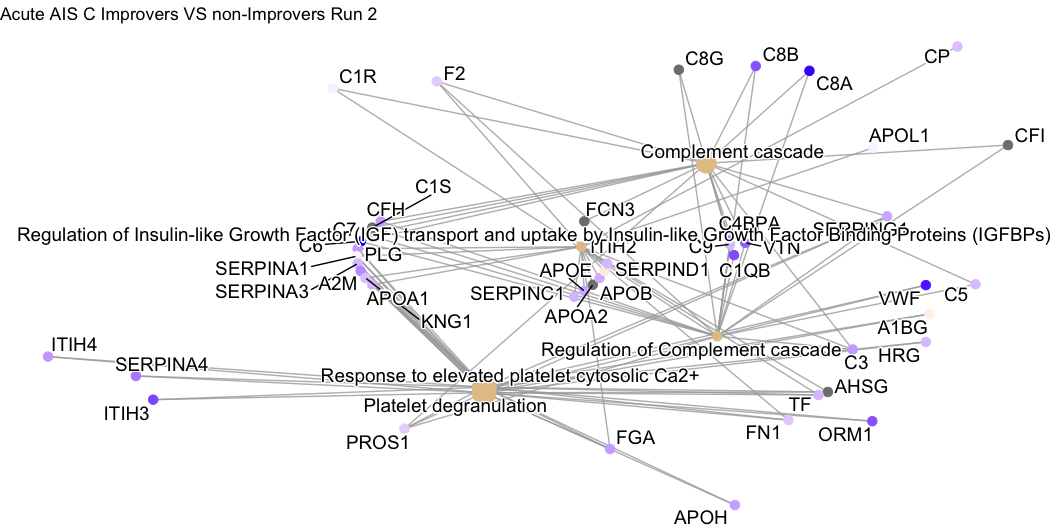 Acute AIS C Improvers VS non-Improvers Run 2
C8G
C8B
CP
C1R
F2
C8A
APOL1
CFI
Complement cascade
C1S
CFH
FCN3
C4BPA
SERPING1
C7
Regulation of Insulin-like Growth Factor (IGF) transport and uptake by Insulin-like Growth Factor Binding Proteins (IGFBPs)
C6
ITIH2
C9
VTN
PLG
SERPINA1
APOE
SERPIND1
C1QB
SERPINA3
A2M
APOA1
SERPINC1
APOB
VWF
C5
APOA2
KNG1
A1BG
ITIH4
Regulation of Complement cascade
C3
HRG
SERPINA4
Response to elevated platelet cytosolic Ca2+
AHSG
ITIH3
Platelet degranulation
TF
PROS1
FGA
FN1
ORM1
APOH